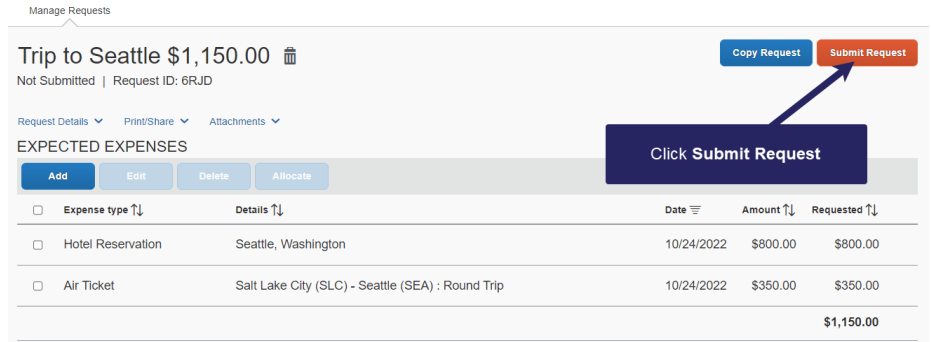 Manage Requests
Trip to Seattle $1,150.00
Copy Request
Submit Request
Not Submitted | Request ID: 6RJD
Request Details
Print/Share
Attachments
Click Submit Request
EXPECTED EXPENSES
Add
Edit
Delete
Allocate
Expense type Details Date Amount Requested
Hotel Reservation Seattle, Washington 10/24/2022 $800.00 $800.00
Air Ticket Salt Lake City (SLC) - Seattle (SEA) : Round Trip 10/24/2022 $350.00 $350.00
$1,150.00